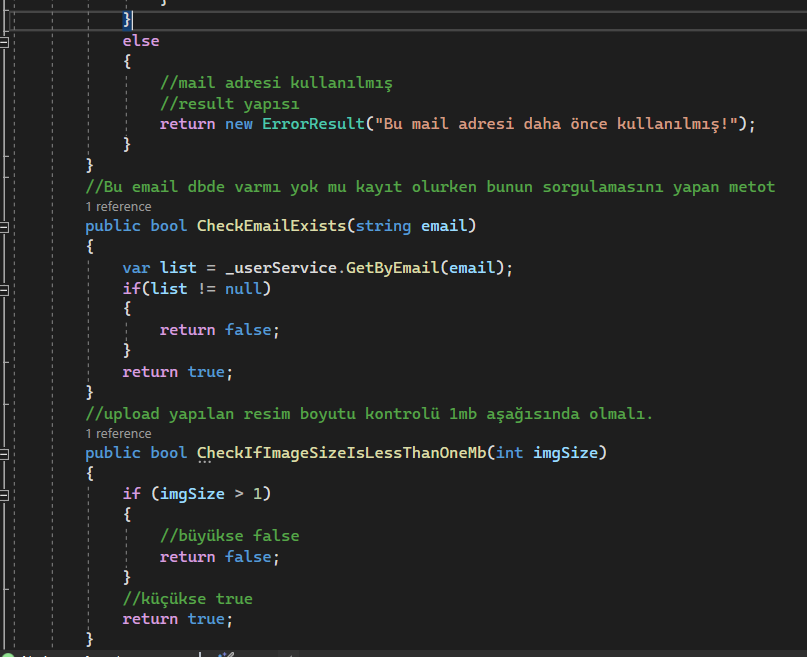 }
}
else
{
//mail adresi kullanılmış
//result yapısı
return new ErrorResult("Bu mail adresi daha önce kullanılmış!");
}
}
//Bu email dbde varmı yok mu kayıt olurken bunun sorgulamasını yapan metot
1 reference
public bool CheckEmailExists(string email)
{
var list = _userService.GetByEmail(email);
if(list != null)
{
return false;
}
return true;
}
//upload yapılan resim boyutu kontrolü 1mb aşağısında olmalı.
1 reference
public bool CheckIfImageSizeIsLessThanOneMb(int imgSize)
{
if (imgSize > 1)
{
//büyükse false
return false;
}
//küçükse true
return true;
}